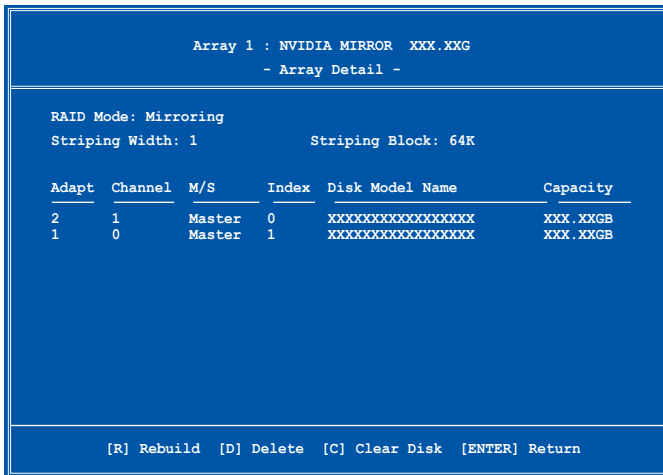 Array 1 : NVIDIA MIRROR XXX.XXG
- Array Detail -
RAID Mode: Mirroring
Striping Width: 1 Striping Block: 64K
Adapt Channel M/S Index Disk Model Name Capacity
2 1 Master 0 XXXXXXXXXXXXXXXXX XXX.XXGB
1 0 Master 1 XXXXXXXXXXXXXXXXX XXX.XXGB
[R] Rebuild [D] Delete [C] Clear Disk [ENTER] Return